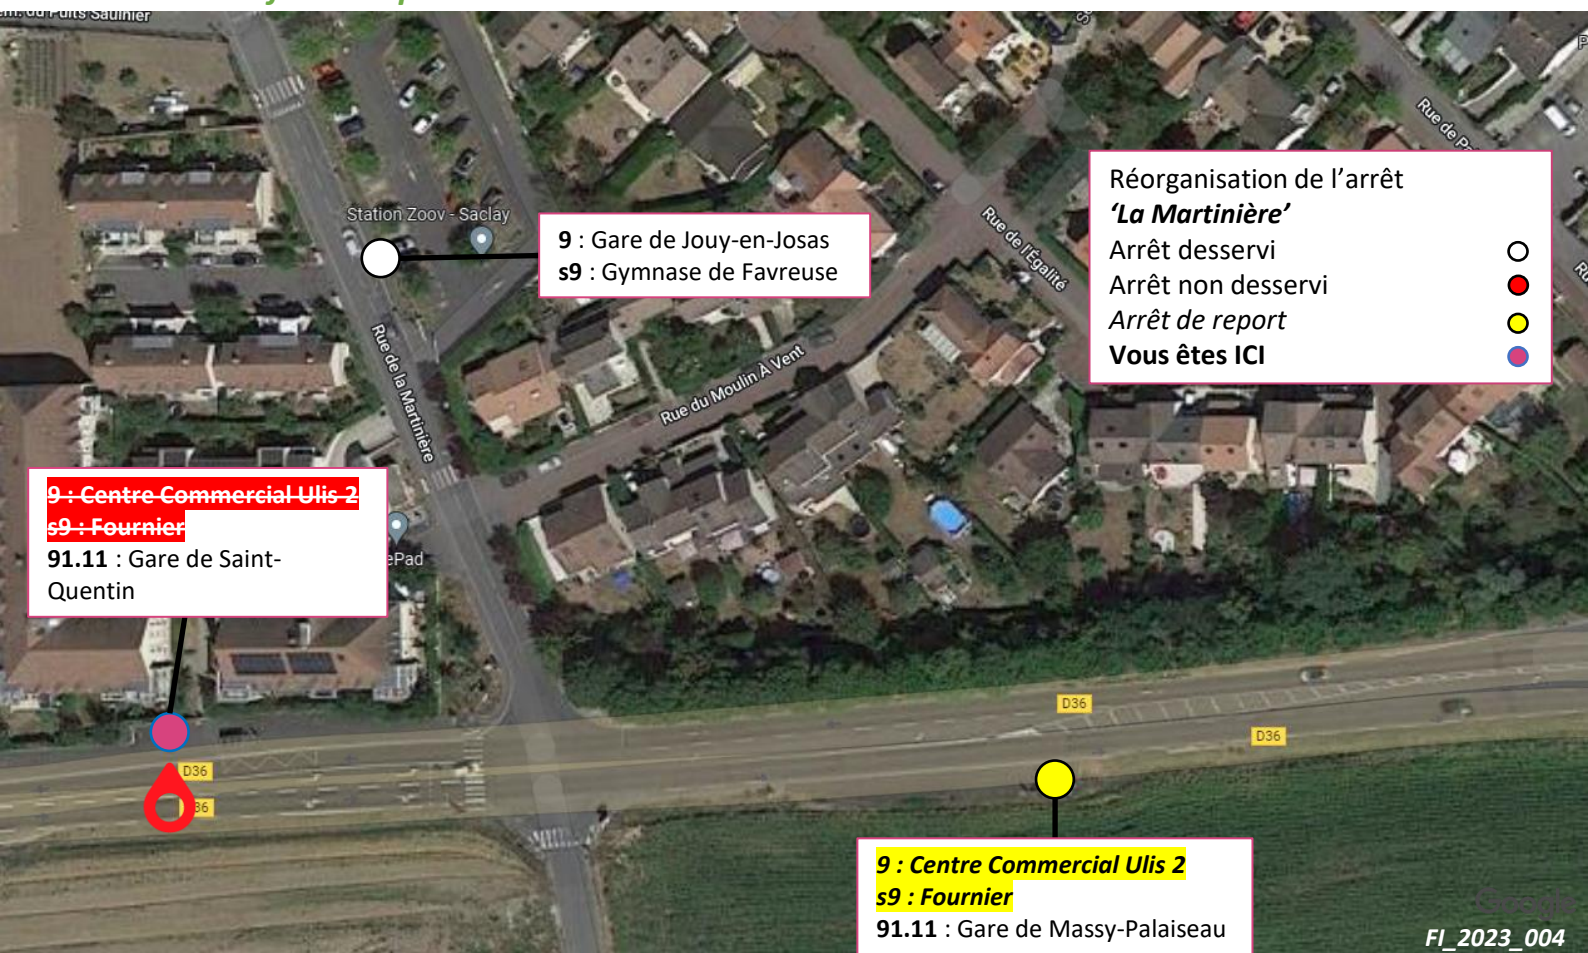 Station Zoov - Saclay
9 : Gare de Jouy-en-Josas
s9 : Gymnase de Favreuse
Réorganisation de l’arrêt
‘La Martinière’
Arrêt desservi
Arrêt non desservi
Arrêt de report
Vous êtes ICI
Rue de l'Égalité
Rue de la Martinière
Rue du Moulin À Vent
9 : Centre Commercial Ulis 2
s9 : Fournier
91.11 : Gare de Saint-
Quentin
ePad
D36
D36
D36
36
9 : Centre Commercial Ulis 2
s9 : Fournier
91.11 : Gare de Massy-Palaiseau
Google
FI_2023_004